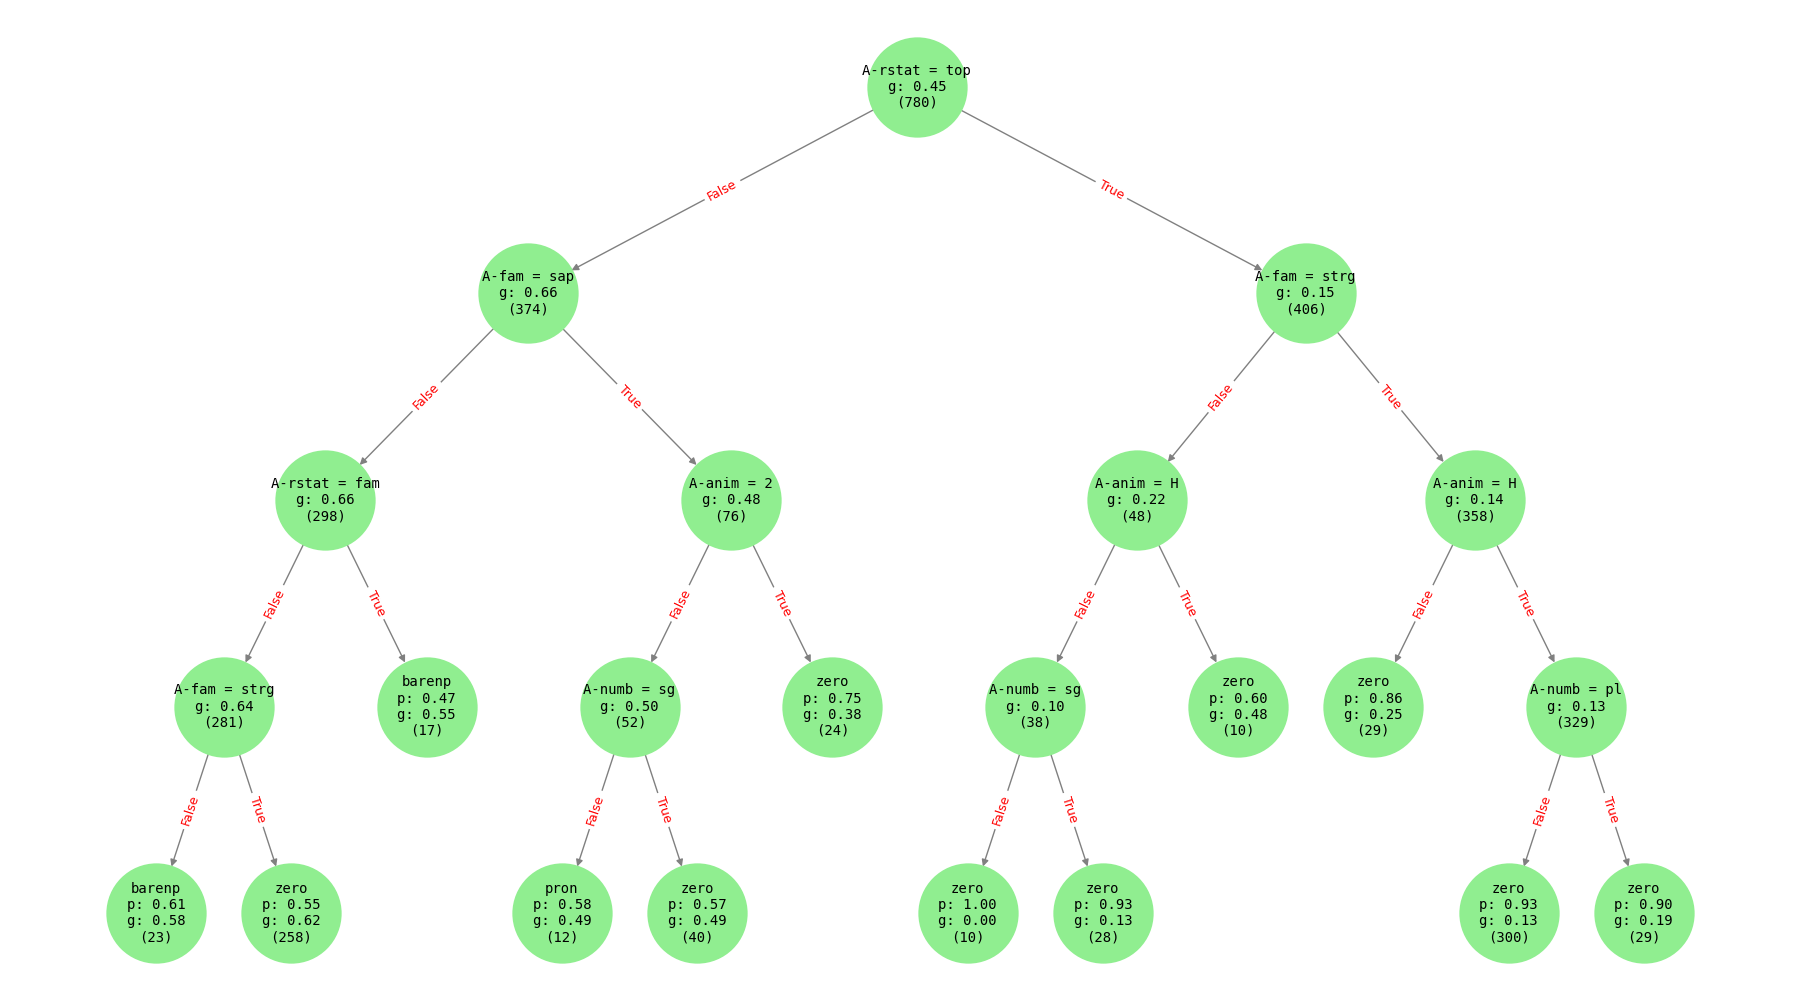 A-rstat = top
g: 0.45
(780)
False
True
A-fam = sap
g: 0.66
(374)
A-fam = strg
g: 0.15
(406)
False
True
False
True
A-rstat = fam
g: 0.66
(298)
A-anim = 2
g: 0.48
(76)
A-anim = H
g: 0.22
(48)
A-anim = H
g: 0.14
(358)
False
True
False
True
False
True
False
True
A-fam = strg
g: 0.64
(281)
barenp
p: 0.47
g: 0.55
(17)
A-numb = sg
g: 0.50
(52)
zero
p: 0.75
g: 0.38
(24)
A-numb = sg
g: 0.10
(38)
zero
p: 0.60
g: 0.48
(10)
zero
p: 0.86
g: 0.25
(29)
A-numb = pl
g: 0.13
(329)
False
True
False
True
False
True
False
True
barenp
p: 0.61
g: 0.58
(23)
zero
p: 0.55
g: 0.62
(258)
pron
p: 0.58
g: 0.49
(12)
zero
p: 0.57
g: 0.49
(40)
zero
p: 1.00
g: 0.00
(10)
zero
p: 0.93
g: 0.13
(28)
zero
p: 0.93
g: 0.13
(300)
zero
p: 0.90
g: 0.19
(29)